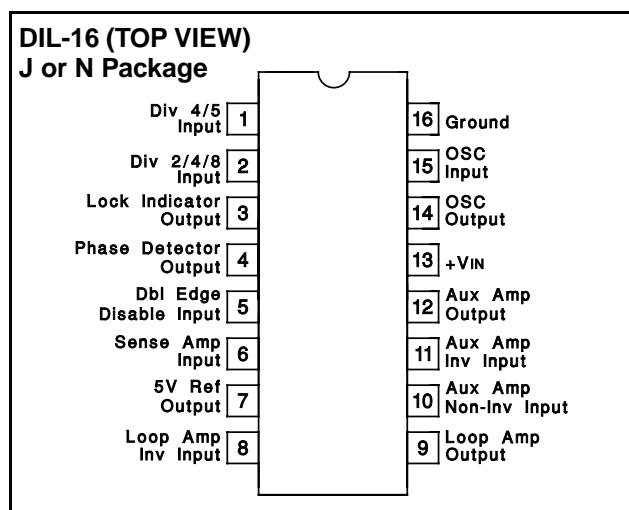 DIL-16 (TOP VIEW)
J or N Package
Div 4/5
Input 1
Div 2/4/8
Input 2
Lock Indicator
Output 3
Phase Detector
Output 4
Dbl Edge
Disable Input 5
Sense Amp
Input 6
5V Ref
Output 7
Loop Amp
Inv Input 8
16 Ground
OSC
15 Input
OSC
14 Output
13 +VIN
Aux Amp
12 Output
Aux Amp
11 Inv Input
Aux Amp
10 Non-Inv Input
Loop Amp
9 Output